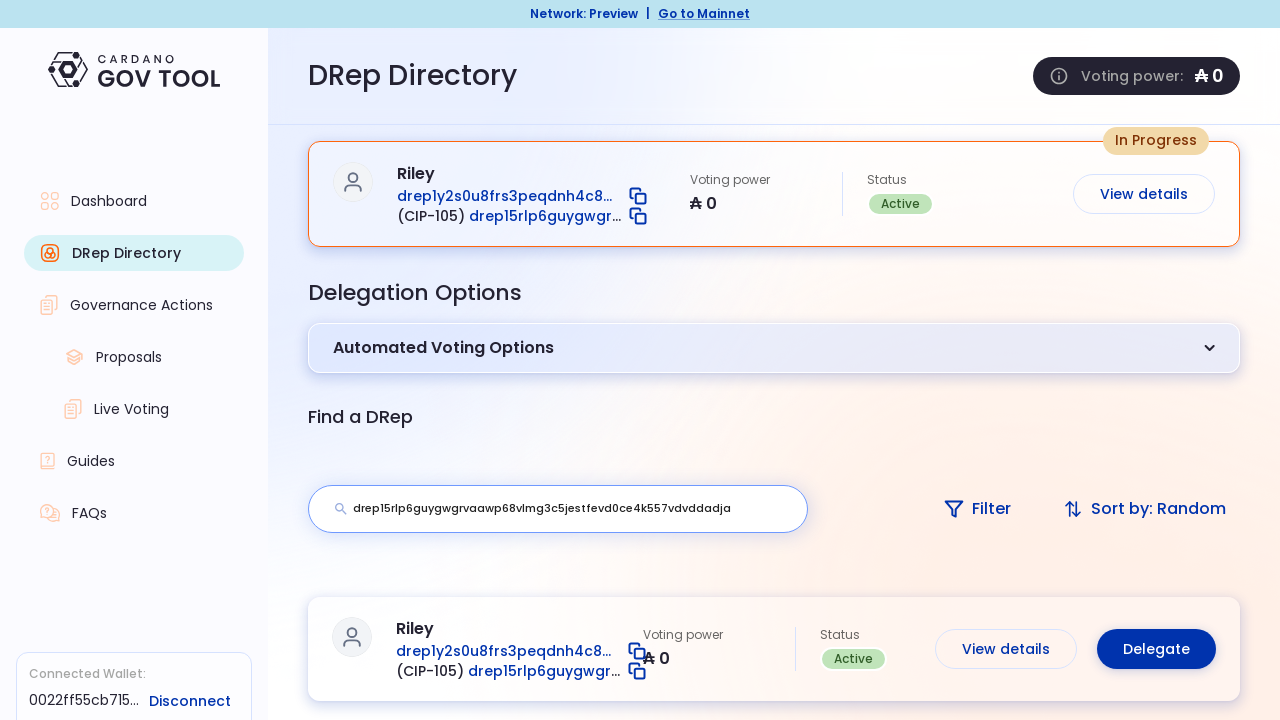 Network: Preview | Go to Mainnet
CARDANO
GOV TOOL
DRep Directory
Voting power: ₳ 0
Dashboard
DRep Directory
Governance Actions
Proposals
Live Voting
Guides
FAQs
Connected Wallet:
0022ff55cb715... Disconnect
In Progress
Riley
drep1y2s0u8frs3peqdnh4c8...
(CIP-105) drep15rlp6guygwgr...
Voting power
₳ 0
Status
Active
View details
Delegation Options
Automated Voting Options
Find a DRep
drep15rlp6guygwgrvaawp68vlmg3c5jestfevd0ce4k557vdvddadja
Filter
Sort by: Random
Riley
drep1y2s0u8frs3peqdnh4c8...
(CIP-105) drep15rlp6guygwgr...
Voting power
₳ 0
Status
Active
View details
Delegate